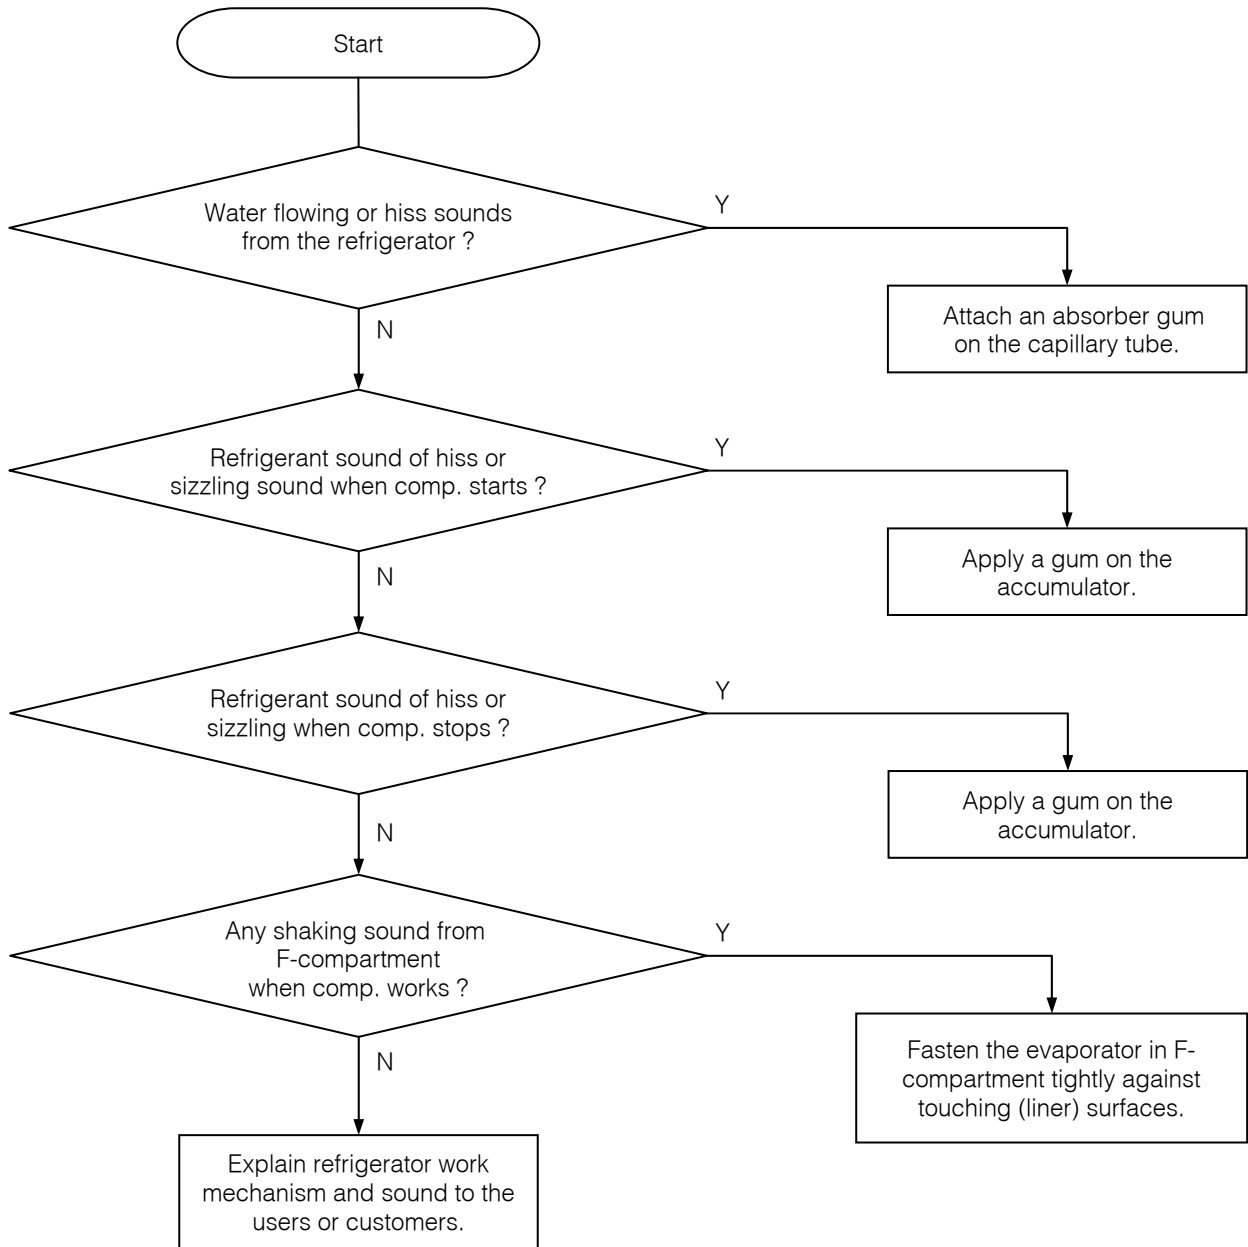 Start
Water flowing or hiss sounds
from the refrigerator ?
Y
Attach an absorber gum
on the capillary tube.
N
Refrigerant sound of hiss or
sizzling sound when comp. starts ?
Y
Apply a gum on the
accumulator.
N
Refrigerant sound of hiss or
sizzling when comp. stops ?
Y
Apply a gum on the
accumulator.
N
Any shaking sound from
F-compartment
when comp. works ?
Y
Fasten the evaporator in F-
compartment tightly against
touching (liner) surfaces.
N
Explain refrigerator work
mechanism and sound to the
users or customers.